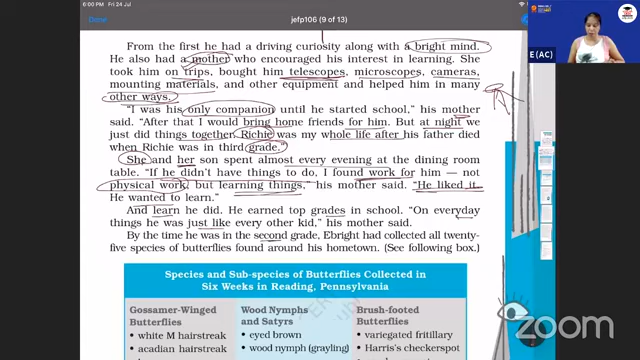 6:00 PM Fri 24 Jul
jefp106 (9 of 13)
Done
From the first he had a driving curiosity along with a bright mind.
He also had a mother who encouraged his interest in learning. She
took him on trips, bought him telescopes, microscopes, cameras,
mounting materials, and other equipment and helped him in many
other ways.
"I was his only companion until he started school," his mother
said. "After that I would bring home friends for him. But at night we
just did things together. Richie was my whole life after his father died
when Richie was in third grade."
She and her son spent almost every evening at the dining room
table. "If he didn't have things to do, I found work for him — not
physical work, but learning things," his mother said. "He liked it.
He wanted to learn."
And learn he did. He earned top grades in school. "On everyday
things he was just like every other kid," his mother said.
By the time he was in the second grade, Ebright had collected all twenty-
five species of butterflies found around his hometown. (See following box.)
Species and Sub-species of Butterflies Collected in
Six Weeks in Reading, Pennsylvania
Gossamer-Winged
Butterflies
• white M hairstreak
• acadian hairstreak
Wood Nymphs
and Satyrs
• eyed brown
• wood nymph (grayling)
Brush-footed
Butterflies
• variegated fritillary
• Harris's checkerspot
E (AC)
zoom